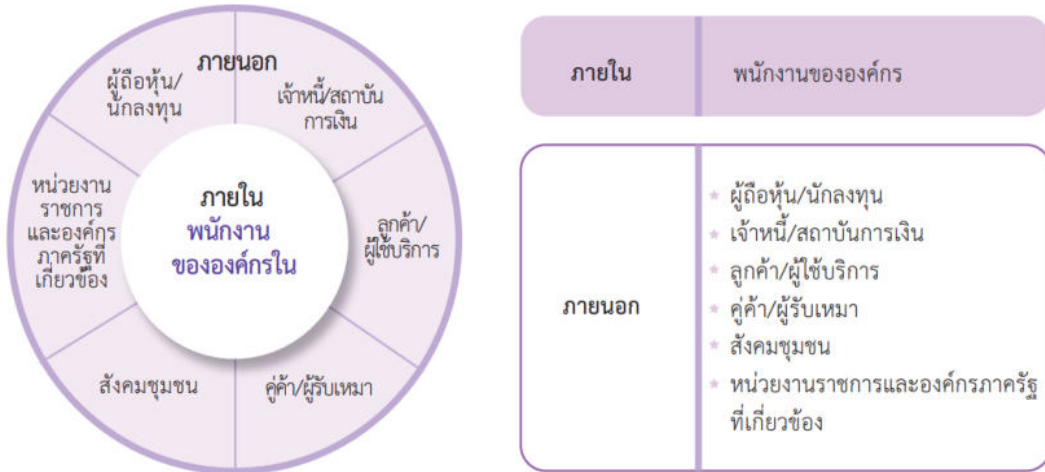 ภายนอก
ผู้ถือหุ้น/
นักลงทุน
เจ้าหนี้/สถาบัน
การเงิน
หน่วยงาน
ราชการ
และองค์กร
ภาครัฐที่
เกี่ยวข้อง
ภายใน
พนักงาน
ขององค์กรใน
ลูกค้า/
ผู้ใช้บริการ
สังคมชุมชน
คู่ค้า/ผู้รับเหมา
ภายใน
พนักงานขององค์กร
ภายนอก
ผู้ถือหุ้น/นักลงทุน
เจ้าหนี้/สถาบันการเงิน
ลูกค้า/ผู้ใช้บริการ
คู่ค้า/ผู้รับเหมา
สังคมชุมชน
หน่วยงานราชการและองค์กรภาครัฐ
ที่เกี่ยวข้อง